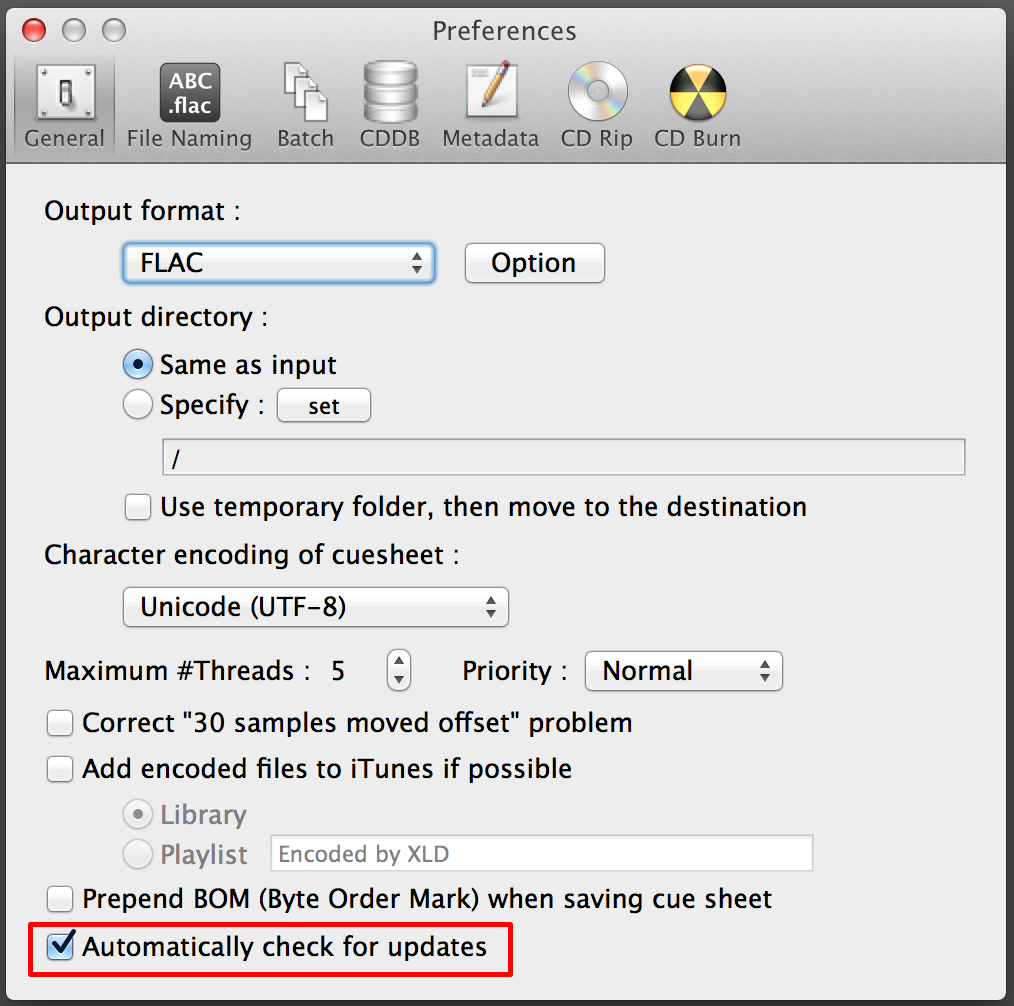 Preferences
ABC
.flac
General File Naming Batch CDDB Metadata CD Rip CD Burn
Output format :
FLAC Option
Output directory :
Same as input
Specify : set
/
Use temporary folder, then move to the destination
Character encoding of cuesheet :
Unicode (UTF-8)
Maximum #Threads : 5 Priority : Normal
Correct "30 samples moved offset" problem
Add encoded files to iTunes if possible
Library
Playlist Encoded by XLD
Prepend BOM (Byte Order Mark) when saving cue sheet
Automatically check for updates